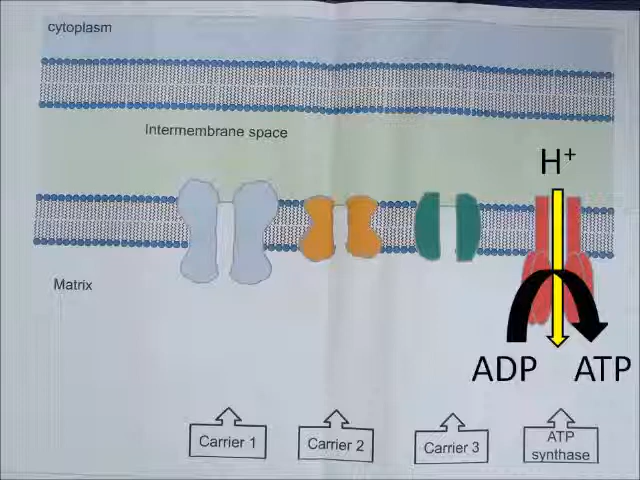 cytoplasm
Intermembrane space
H⁺
Matrix
ADP ATP
Carrier 1
Carrier 2
Carrier 3
ATP
synthase